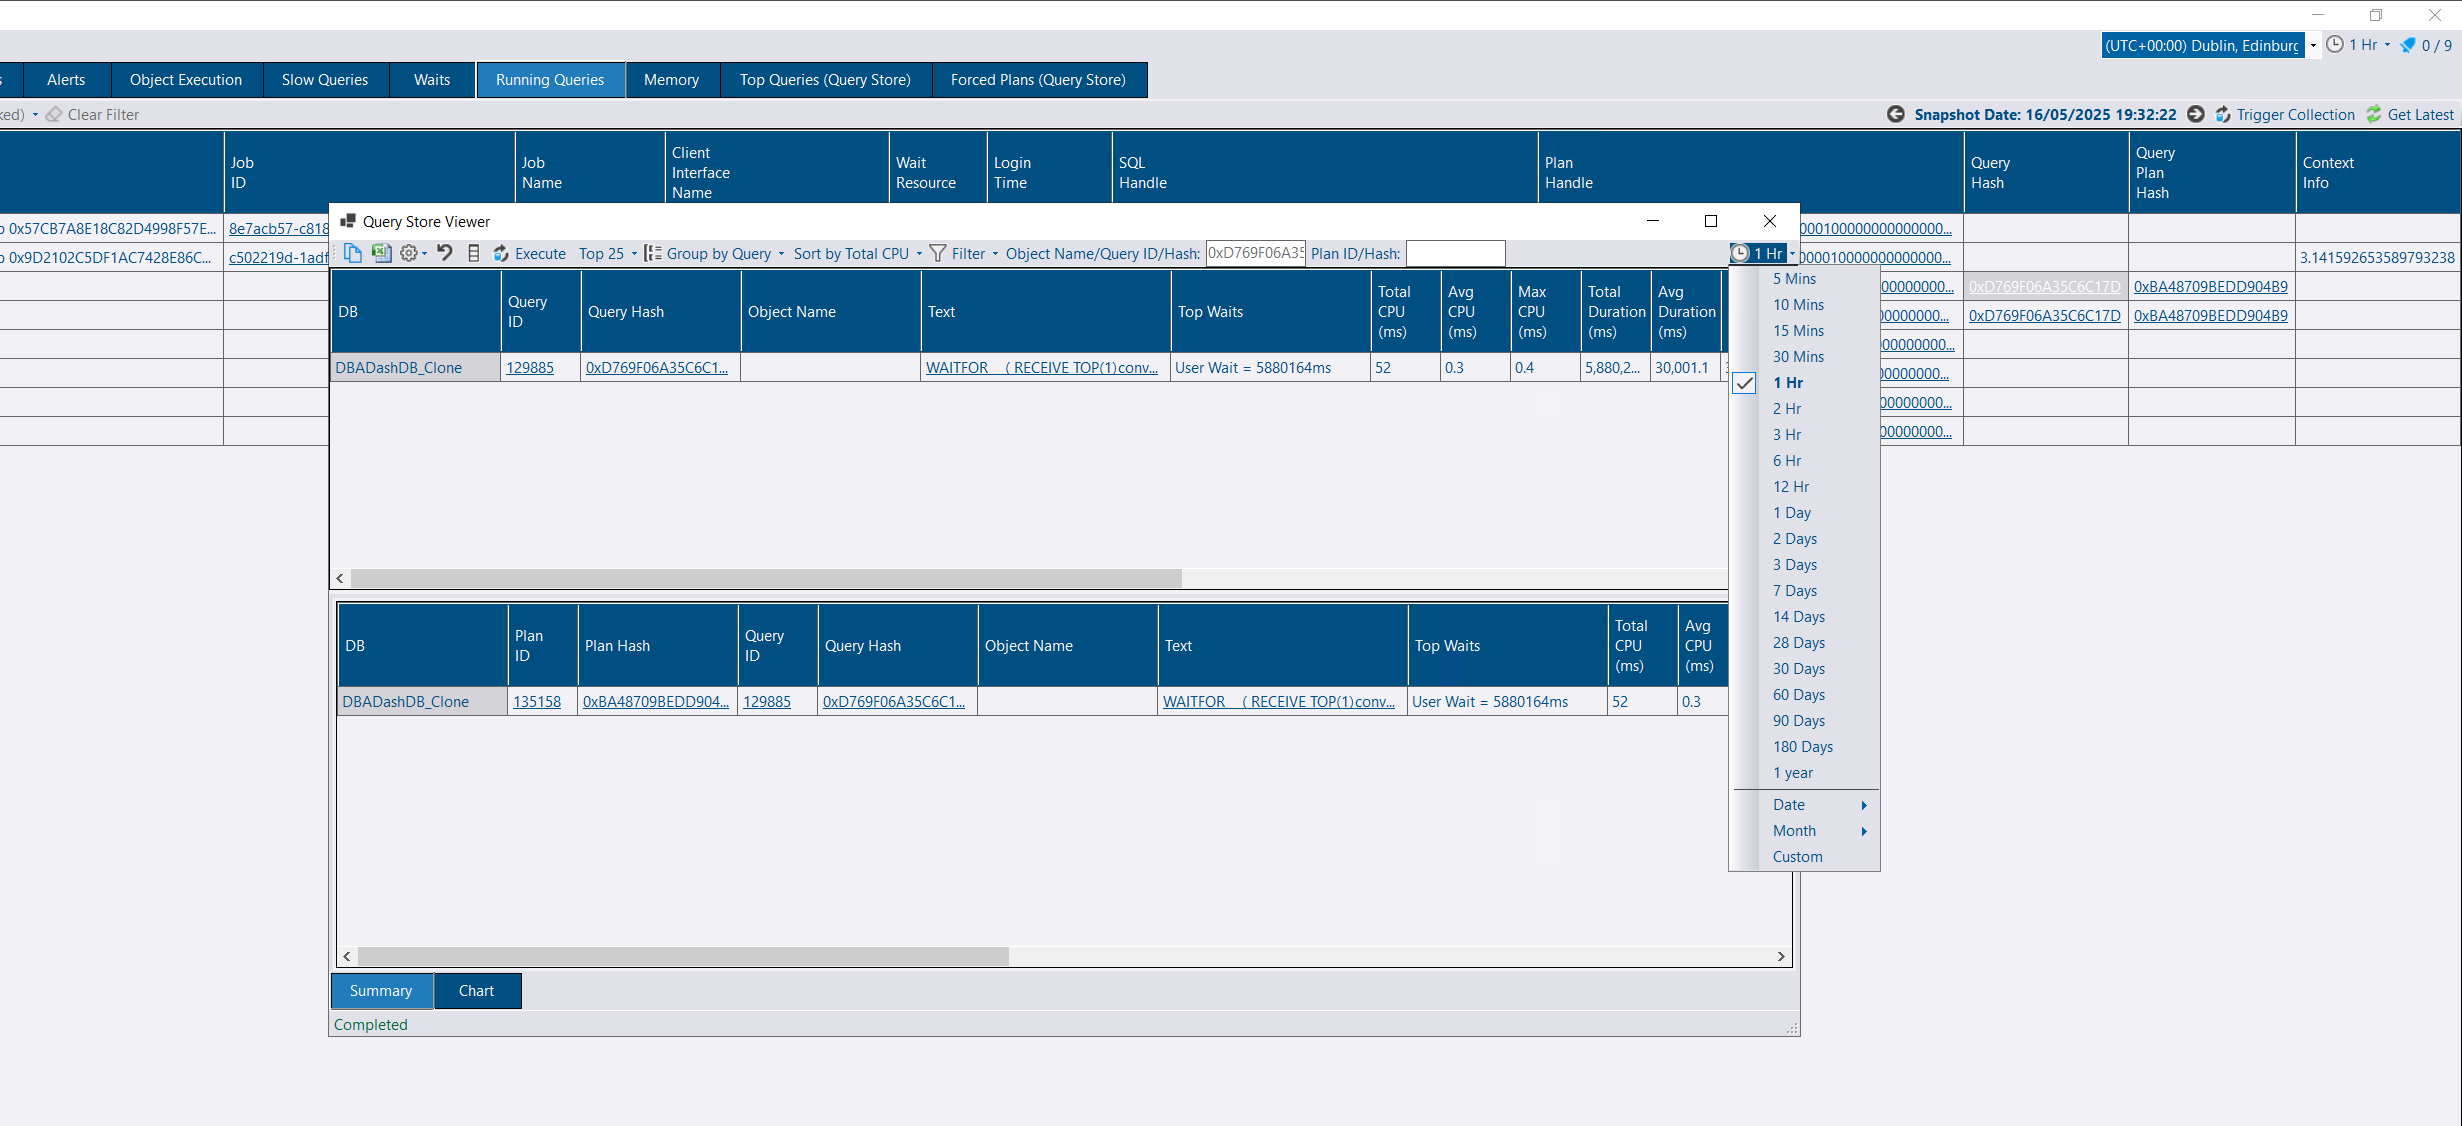 (UTC+00:00) Dublin, Edinburg 1 Hr 0 / 9
s Alerts Object Execution Slow Queries Waits Running Queries Memory Top Queries (Query Store) Forced Plans (Query Store)
ked) Clear Filter Snapshot Date: 16/05/2025 19:32:22 Trigger Collection Get Latest
Job ID Job Name Client Interface Name Wait Resource Login Time SQL Handle Plan Handle Query Hash Query Plan Hash Context Info
0x57CB7A8E18C82D4998F57E... 8e7acb57-c818
0x9D2102C5DF1AC7428E86C... c502219d-1adf
000100000000000000...
0000010000000000000... 3.141592653589793238
00000000... 0xD769F06A35C6C17D 0xBA48709BEDD904B9
00000000... 0xD769F06A35C6C17D 0xBA48709BEDD904B9
00000000...
00000000...
00000000...
00000000...
Query Store Viewer
Execute Top 25 Group by Query Sort by Total CPU Filter Object Name/Query ID/Hash: 0xD769F06A35 Plan ID/Hash: 1 Hr
DB Query ID Query Hash Object Name Text Top Waits Total CPU (ms) Avg CPU (ms) Max CPU (ms) Total Duration (ms) Avg Duration (ms)
DBADashDB_Clone 129885 0xD769F06A35C6C1... WAITFOR ( RECEIVE TOP(1)conv... User Wait = 5880164ms 52 0.3 0.4 5,880,2... 30,001.1
DB Plan ID Plan Hash Query ID Query Hash Object Name Text Top Waits Total CPU (ms) Avg CPU (ms)
DBADashDB_Clone 135158 0xBA48709BEDD904... 129885 0xD769F06A35C6C1... WAITFOR ( RECEIVE TOP(1)conv... User Wait = 5880164ms 52 0.3
Summary Chart
Completed
5 Mins
10 Mins
15 Mins
30 Mins
1 Hr
2 Hr
3 Hr
6 Hr
12 Hr
1 Day
2 Days
3 Days
7 Days
14 Days
28 Days
30 Days
60 Days
90 Days
180 Days
1 year
Date
Month
Custom